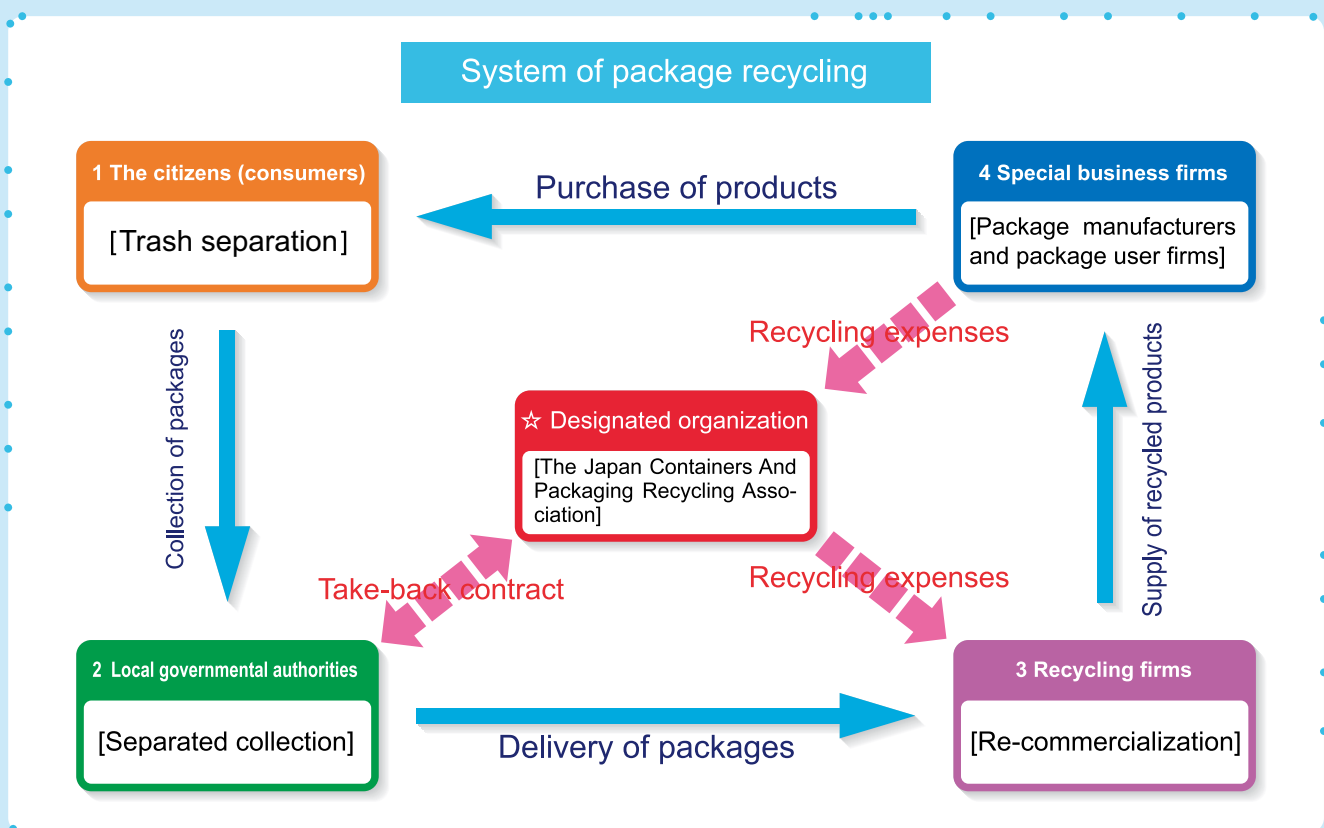 System of package recycling
1 The citizens (consumers)
[Trash separation]
Purchase of products
4 Special business firms
[Package manufacturers
and package user firms]
Recycling expenses
Collection of packages
Supply of recycled products
☆ Designated organization
[The Japan Containers And
Packaging Recycling Asso-
ciation]
Take-back contract
Recycling expenses
2 Local governmental authorities
[Separated collection]
Delivery of packages
3 Recycling firms
[Re-commercialization]